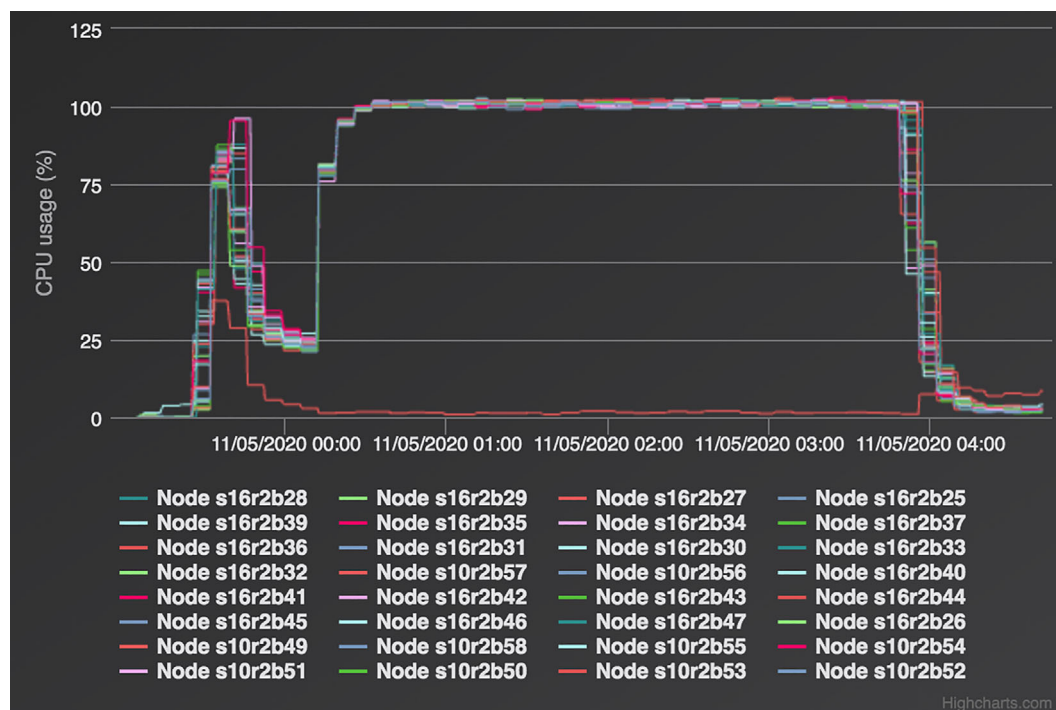 125
100
75
50
25
0
CPU usage (%)
11/05/2020 00:00 11/05/2020 01:00 11/05/2020 02:00 11/05/2020 03:00 11/05/2020 04:00
Node s16r2b28 Node s16r2b29 Node s16r2b27 Node s16r2b25
Node s16r2b39 Node s16r2b35 Node s16r2b34 Node s16r2b37
Node s16r2b36 Node s16r2b31 Node s16r2b30 Node s16r2b33
Node s16r2b32 Node s10r2b57 Node s10r2b56 Node s16r2b40
Node s16r2b41 Node s16r2b42 Node s16r2b43 Node s16r2b44
Node s16r2b45 Node s16r2b46 Node s16r2b47 Node s16r2b26
Node s10r2b49 Node s10r2b58 Node s10r2b55 Node s10r2b54
Node s10r2b51 Node s10r2b50 Node s10r2b53 Node s10r2b52
Highcharts.com